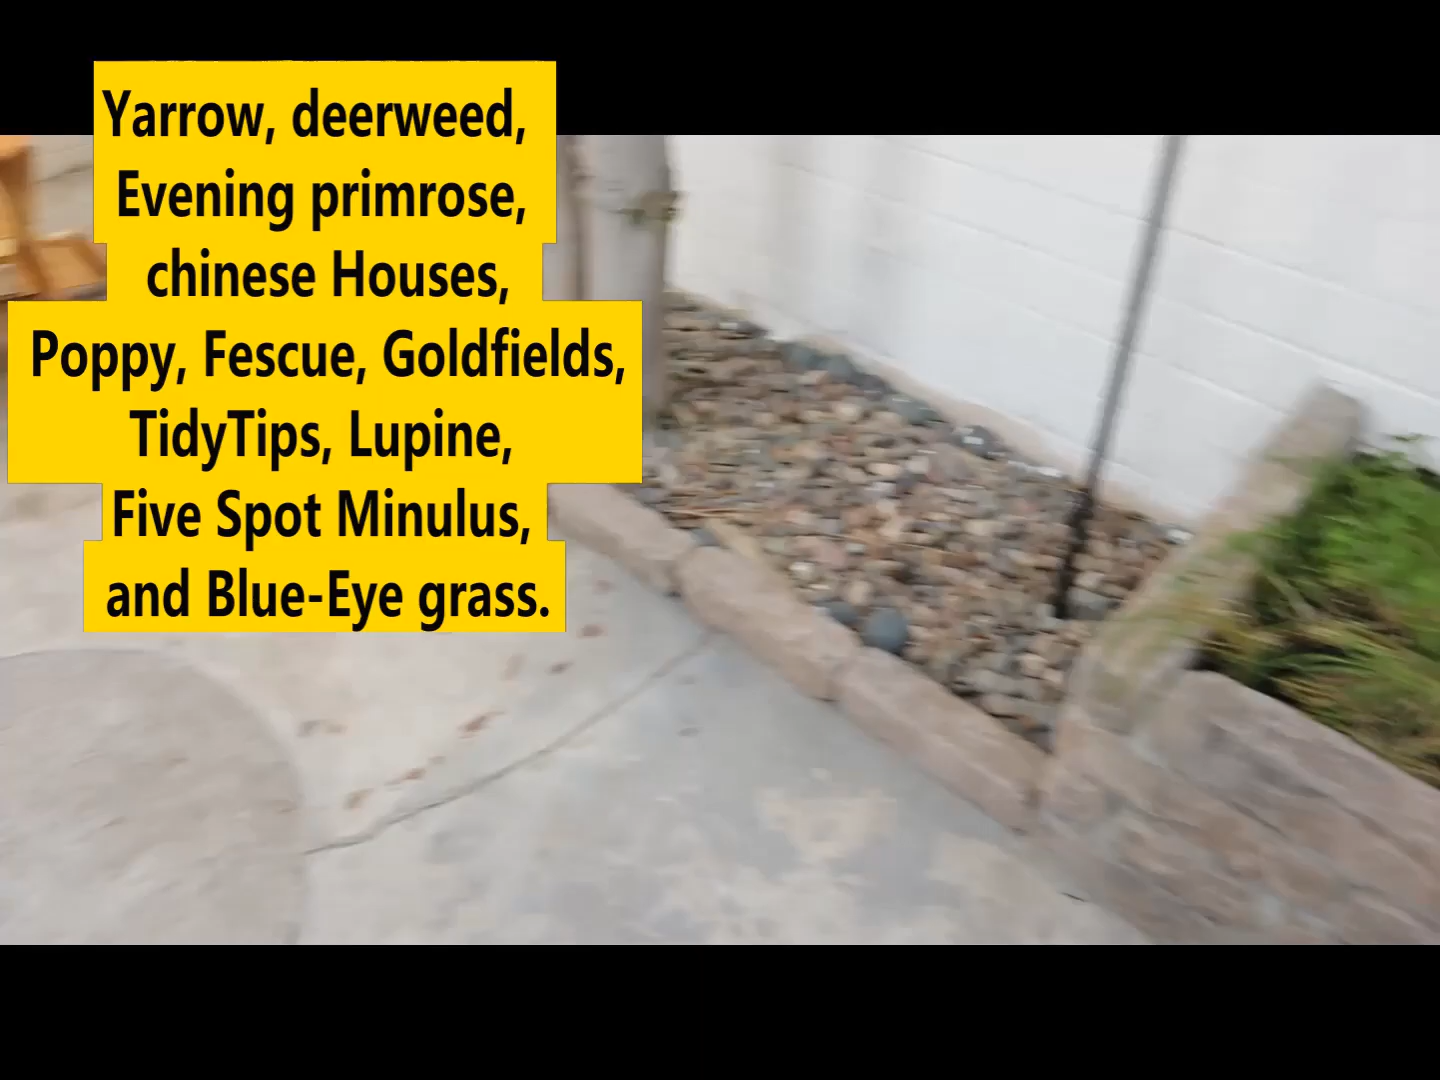 Yarrow, deerweed,
Evening primrose,
chinese Houses,
Poppy, Fescue, Goldfields,
TidyTips, Lupine,
Five Spot Minulus,
and Blue-Eye grass.